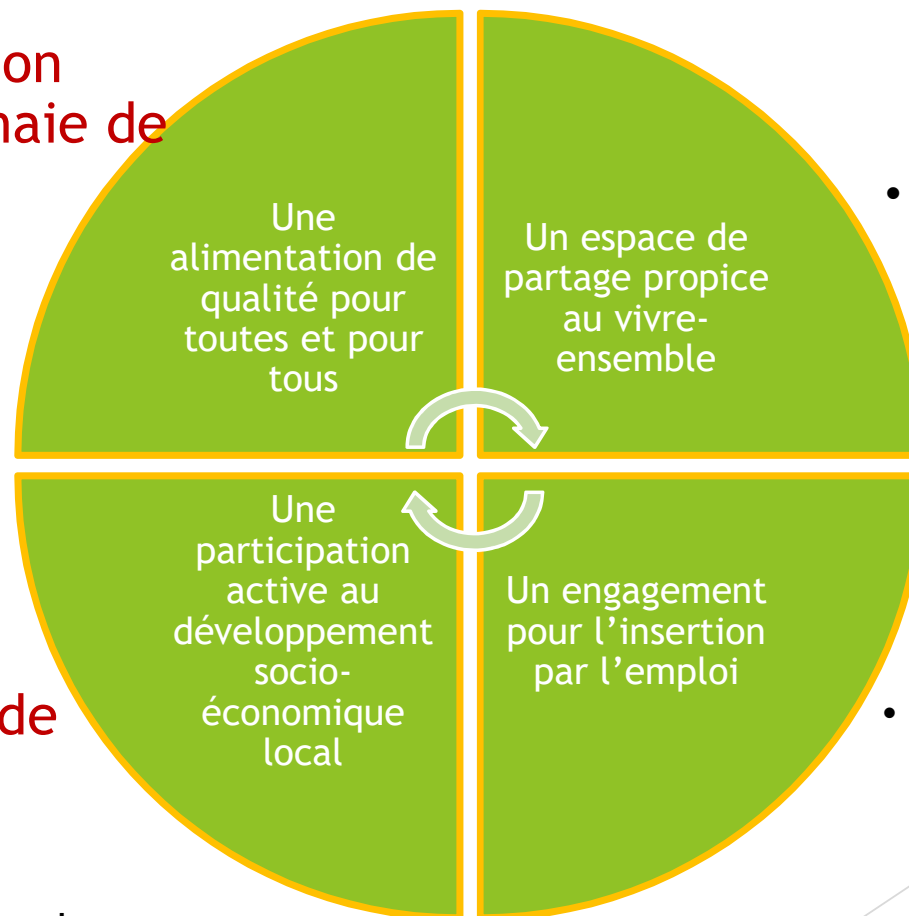 on
naie de
Une
alimentation de
qualité pour
toutes et pour
tous
•
Un espace de
partage propice
au vivre-
ensemble
Une
participation
active au
développement
socio-
économique
local
Un engagement
pour l’insertion
par l’emploi
de
•